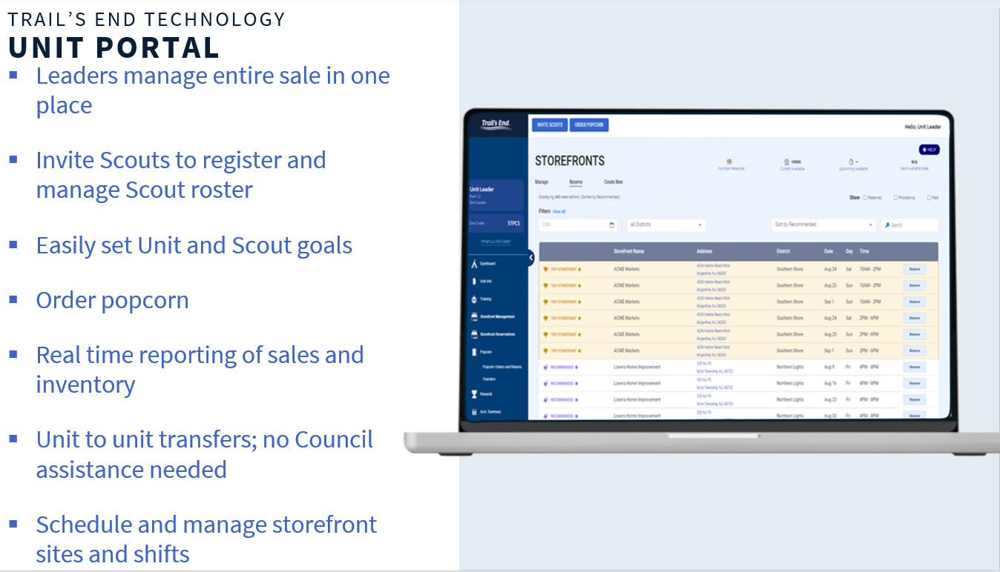 TRAIL’S END TECHNOLOGY
UNIT PORTAL
▪ Leaders manage entire sale in one
place
▪ Invite Scouts to register and
manage Scout roster
▪ Easily set Unit and Scout goals
▪ Order popcorn
▪ Real time reporting of sales and
inventory
▪ Unit to unit transfers; no Council
assistance needed
▪ Schedule and manage storefront
sites and shifts
Trail's End.
INVITE SCOUTS ORDER POPCORN
Hello, Unit Leader
HELP
STOREFRONTS
10000 -- N/A
Number Reserved Current Available Upcoming Available Next Available Date
Manage Reserve Create New
Displaying 340 reservations | (Sorted by Recommended)
Show Reserved Processing Past
Filters Clear All
Date All Districts Sort by Recommended Search
Unit Leader
Pack 12
Unit Leader
Unit Code: STPCS
What's a Unit Code?
Dashboard
Unit Info
Training
Storefront Management
Storefront Reservations
Popcorn
Popcorn Orders and Returns
Transfers
Rewards
Acct. Summary
Storefront Name Address District Date Day Time
TOP STOREFRONT ACME Markets 4236 Harbor Beach Blvd Southern Shore Aug 24 Sat 10AM - 2PM Reserve
Brigantine, NJ, 08203
TOP STOREFRONT ACME Markets 4236 Harbor Beach Blvd Southern Shore Aug 25 Sun 10AM - 2PM Reserve
Brigantine, NJ, 08203
TOP STOREFRONT ACME Markets 4236 Harbor Beach Blvd Southern Shore Sep 1 Sun 10AM - 2PM Reserve
Brigantine, NJ, 08203
TOP STOREFRONT ACME Markets 4236 Harbor Beach Blvd Southern Shore Aug 24 Sat 2PM - 6PM Reserve
Brigantine, NJ, 08203
TOP STOREFRONT ACME Markets 4236 Harbor Beach Blvd Southern Shore Aug 25 Sun 2PM - 6PM Reserve
Brigantine, NJ, 08203
TOP STOREFRONT ACME Markets 4236 Harbor Beach Blvd Southern Shore Sep 1 Sun 2PM - 6PM Reserve
Brigantine, NJ, 08203
RECOMMENDED Lowe's Home Improvement 520 NJ-70 Northern Lights Aug 9 Fri 4PM - 8PM Reserve
Brick Township, NJ, 08723
RECOMMENDED Lowe's Home Improvement 520 NJ-70 Northern Lights Aug 16 Fri 4PM - 8PM Reserve
Brick Township, NJ, 08723
RECOMMENDED Lowe's Home Improvement 520 NJ-70 Northern Lights Aug 23 Fri 4PM - 8PM Reserve
Brick Township, NJ, 08723
RECOMMENDED Lowe's Home Improvement 520 NJ-70 Northern Lights Aug 30 Fri 4PM - 8PM Reserve